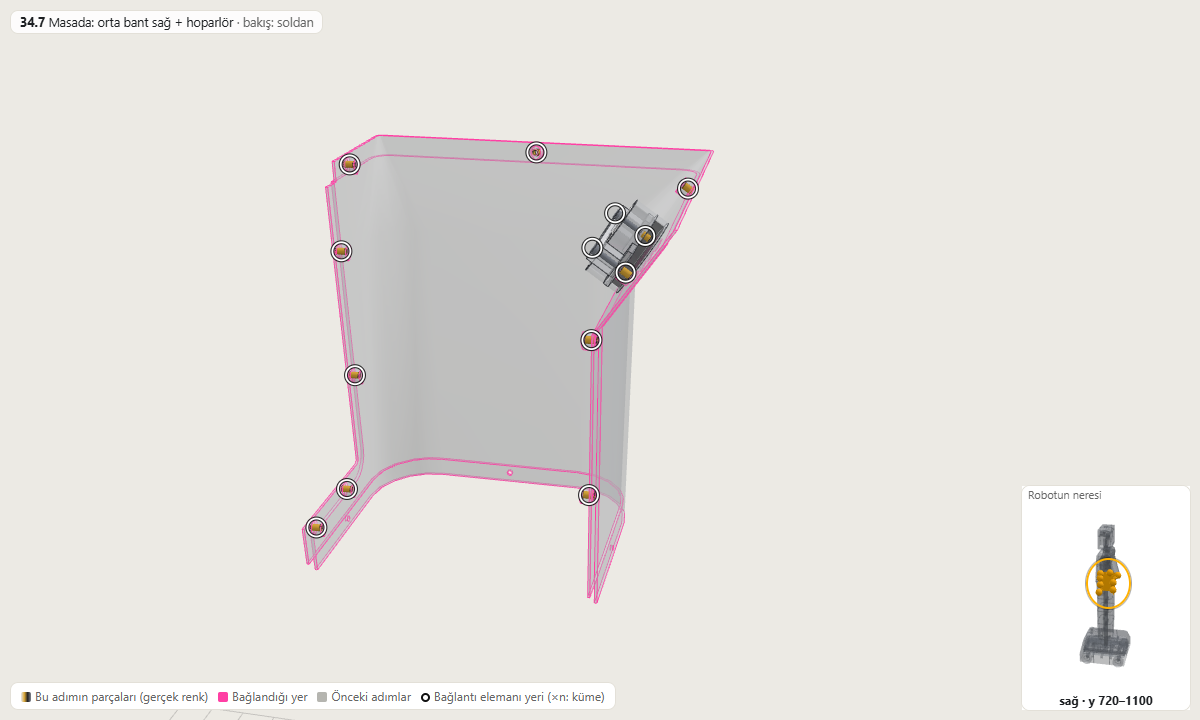 34.7 Masada: orta bant sağ + hoparlör · bakış: soldan
Robotun neresi
sağ · y 720–1100
Bu adımın parçaları (gerçek renk)
Bağlandığı yer
Önceki adımlar
Bağlantı elemanı yeri (×n: küme)